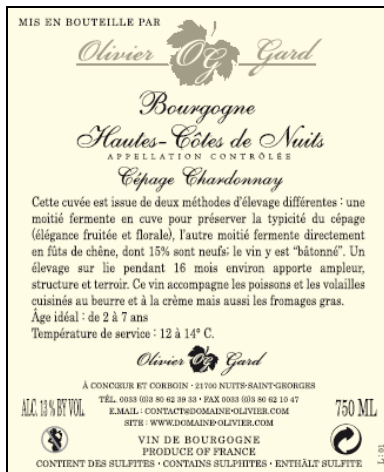 MIS EN BOUTEILLE PAR
Olivier OG Gard
Bourgogne
Hautes-Côtes de Nuits
APPELLATION CONTRÔLÉE
Cépage Chardonnay
Cette cuvée est issue de deux méthodes d'élevage différentes : une
moitié fermente en cuve pour préserver la typicité du cépage
(élégance fruitée et florale), l'autre moitié fermente directement
en fûts de chêne, dont 15% sont neufs; le vin y est "bâtonné". Un
élevage sur lie pendant 16 mois environ apporte ampleur,
structure et terroir. Ce vin accompagne les poissons et les volailles
cuisinés au beurre et à la crème mais aussi les fromages gras.
Âge idéal : de 2 à 7 ans
Température de service : 12 à 14° C.
Olivier Gard
À CONCŒUR ET CORBOIN · 21700 NUITS-SAINT-GEORGES
TÉL. 0033 (0)3 80 62 39 33 · FAX 0033 (0)3 80 62 10 47
E.MAIL : CONTACT@DOMAINE-OLIVIER.COM
SITE : WWW.DOMAINE-OLIVIER.COM
ALC. 13 % BY VOL. 750 ML
VIN DE BOURGOGNE
PRODUCE OF FRANCE
CONTIENT DES SULFITES · CONTAINS SULPHITES · ENTHÄLT SULFITE
L: 01